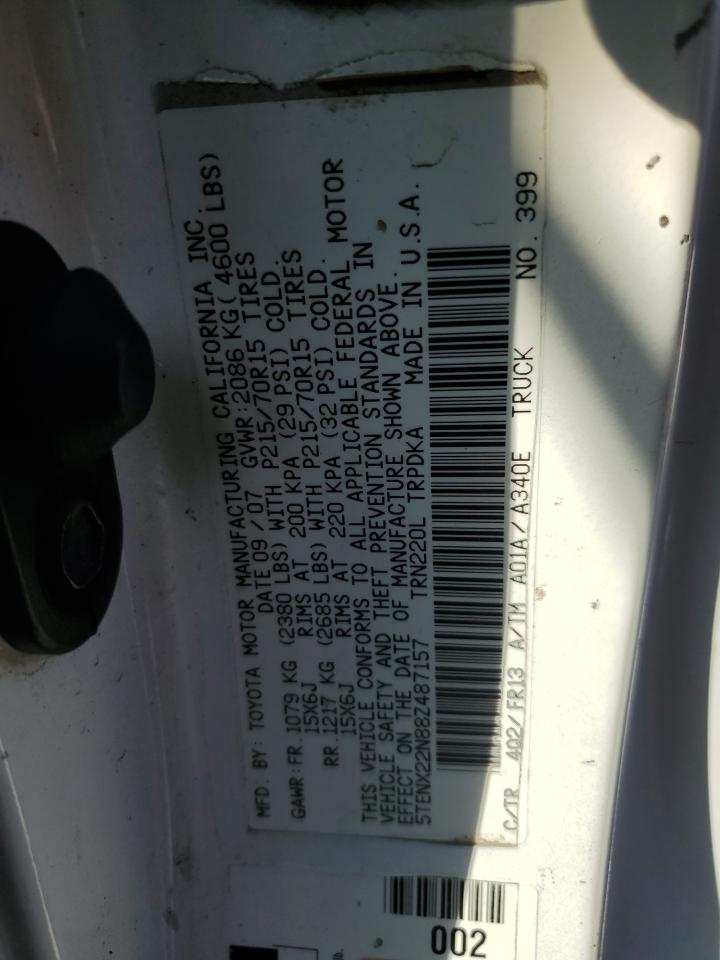 MFD. BY: TOYOTA MOTOR MANUFACTURING CALIFORNIA INC.
DATE 09/07 GVWR: 2086 KG( 4600 LBS)
GAWR: FR. 1079 KG (2380 LBS) WITH P215/70R15 TIRES
15X6J RIMS AT 200 KPA (29 PSI) COLD.
RR. 1217 KG (2685 LBS) WITH P215/70R15 TIRES
15X6J RIMS AT 220 KPA (32 PSI) COLD.
THIS VEHICLE CONFORMS TO ALL APPLICABLE FEDERAL MOTOR
VEHICLE SAFETY AND THEFT PREVENTION STANDARDS IN
EFFECT ON THE DATE OF MANUFACTURE SHOWN ABOVE.
5TENX22N88Z487157 TRN220L TRPDKA MADE IN U.S.A.
C/TR 4Q2/FR13 A/TM A01A/A340E TRUCK NO. 399
002